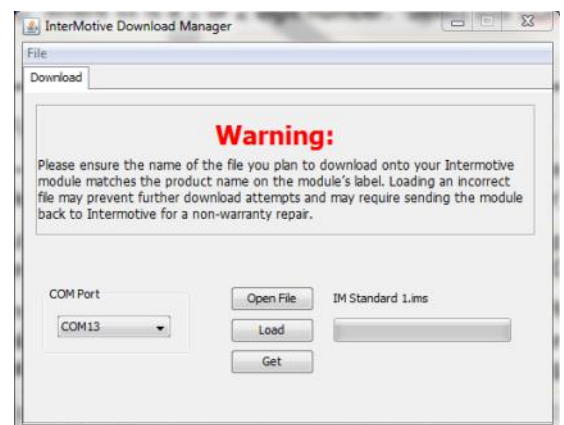 InterMotive Download Manager
File
Download
Warning:
Please ensure the name of the file you plan to download onto your Intermotive
module matches the product name on the module's label. Loading an incorrect
file may prevent further download attempts and may require sending the module
back to Intermotive for a non-warranty repair.
COM Port
Open File
IM Standard 1.ims
COM13
Load
Get